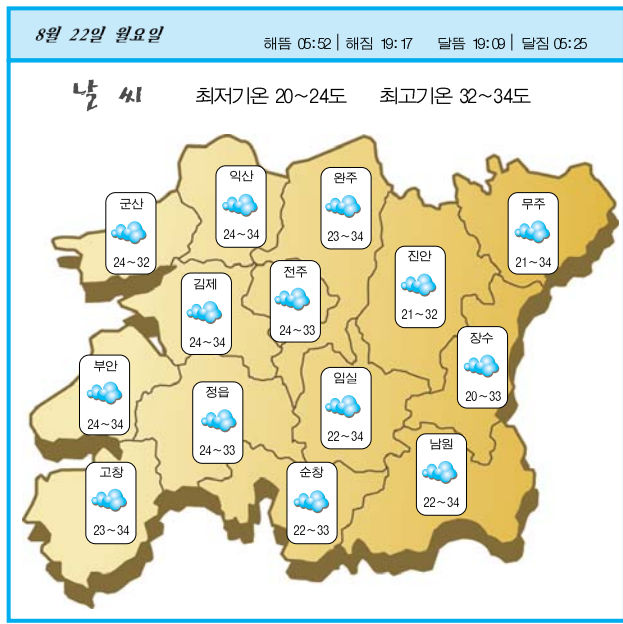 8월 22일 월요일
해뜸 05:52 | 해짐 19:17 달뜸 19:09 | 달짐 05:25
날 씨 최저기온 20~24도 최고기온 32~34도
군산
24~32
익산
24~34
완주
23~34
무주
21~34
김제
24~34
전주
24~33
진안
21~32
장수
20~33
부안
24~34
정읍
24~33
임실
22~34
남원
22~34
고창
23~34
순창
22~33